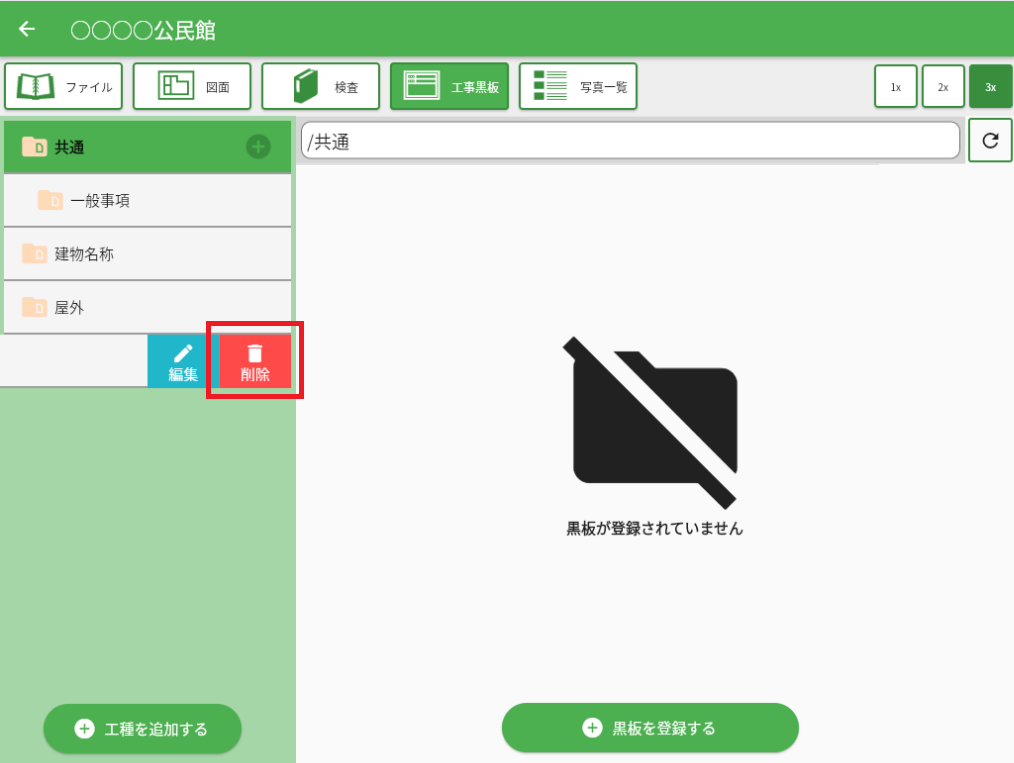 〇〇〇〇公民館
ファイル 図面 検査 工事黒板 写真一覧 1x 2x 3x
共通
/共通
一般事項
建物名称
屋外
編集 削除
黒板が登録されていません
工種を追加する 黒板を登録する